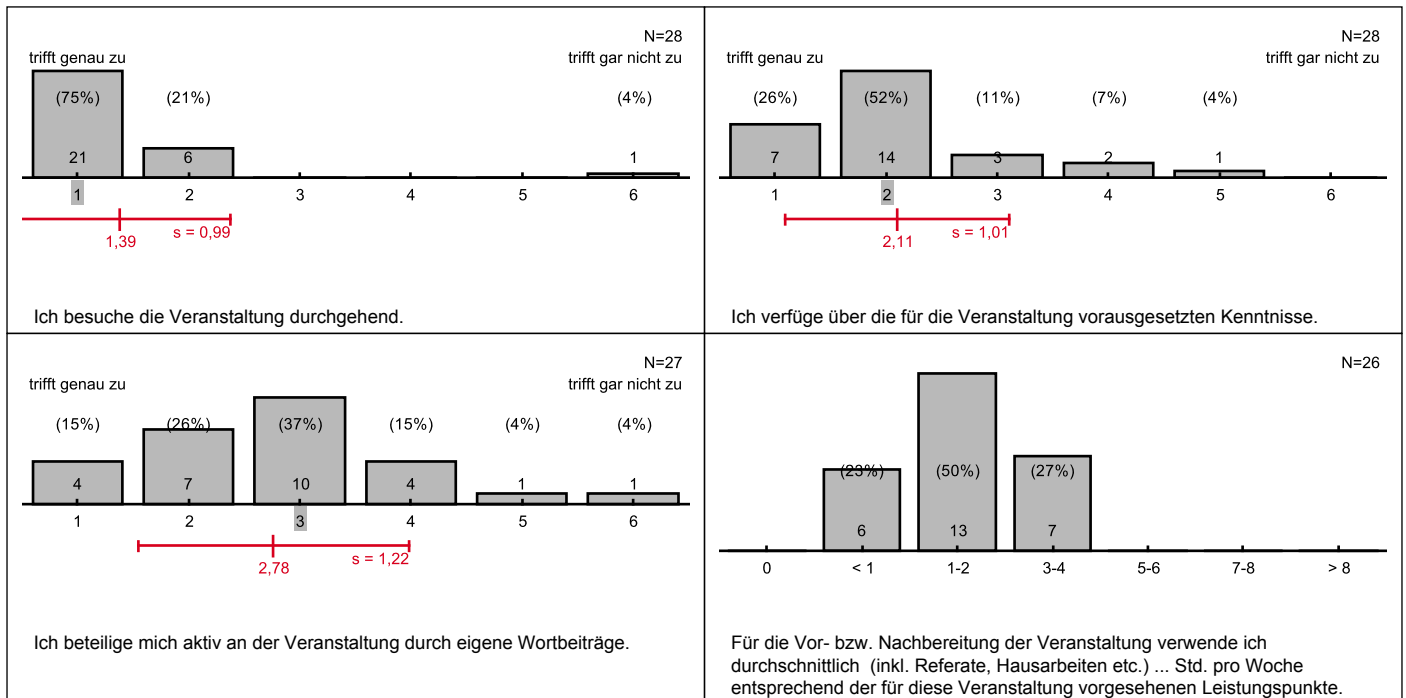 N=28
trifft genau zu trifft gar nicht zu
(75%) (21%) (4%)
21 6 1
1 2 3 4 5 6
1,39 s = 0,99
Ich besuche die Veranstaltung durchgehend.
N=28
trifft genau zu trifft gar nicht zu
(26%) (52%) (11%) (7%) (4%)
7 14 3 2 1
1 2 3 4 5 6
2,11 s = 1,01
Ich verfüge über die für die Veranstaltung vorausgesetzten Kenntnisse.
N=27
trifft genau zu trifft gar nicht zu
(15%) (26%) (37%) (15%) (4%) (4%)
4 7 10 4 1 1
1 2 3 4 5 6
2,78 s = 1,22
Ich beteilige mich aktiv an der Veranstaltung durch eigene Wortbeiträge.
N=26
(23%) (50%) (27%)
6 13 7
0 < 1 1-2 3-4 5-6 7-8 > 8
Für die Vor- bzw. Nachbereitung der Veranstaltung verwende ich
durchschnittlich (inkl. Referate, Hausarbeiten etc.) ... Std. pro Woche
entsprechend der für diese Veranstaltung vorgesehenen Leistungspunkte.